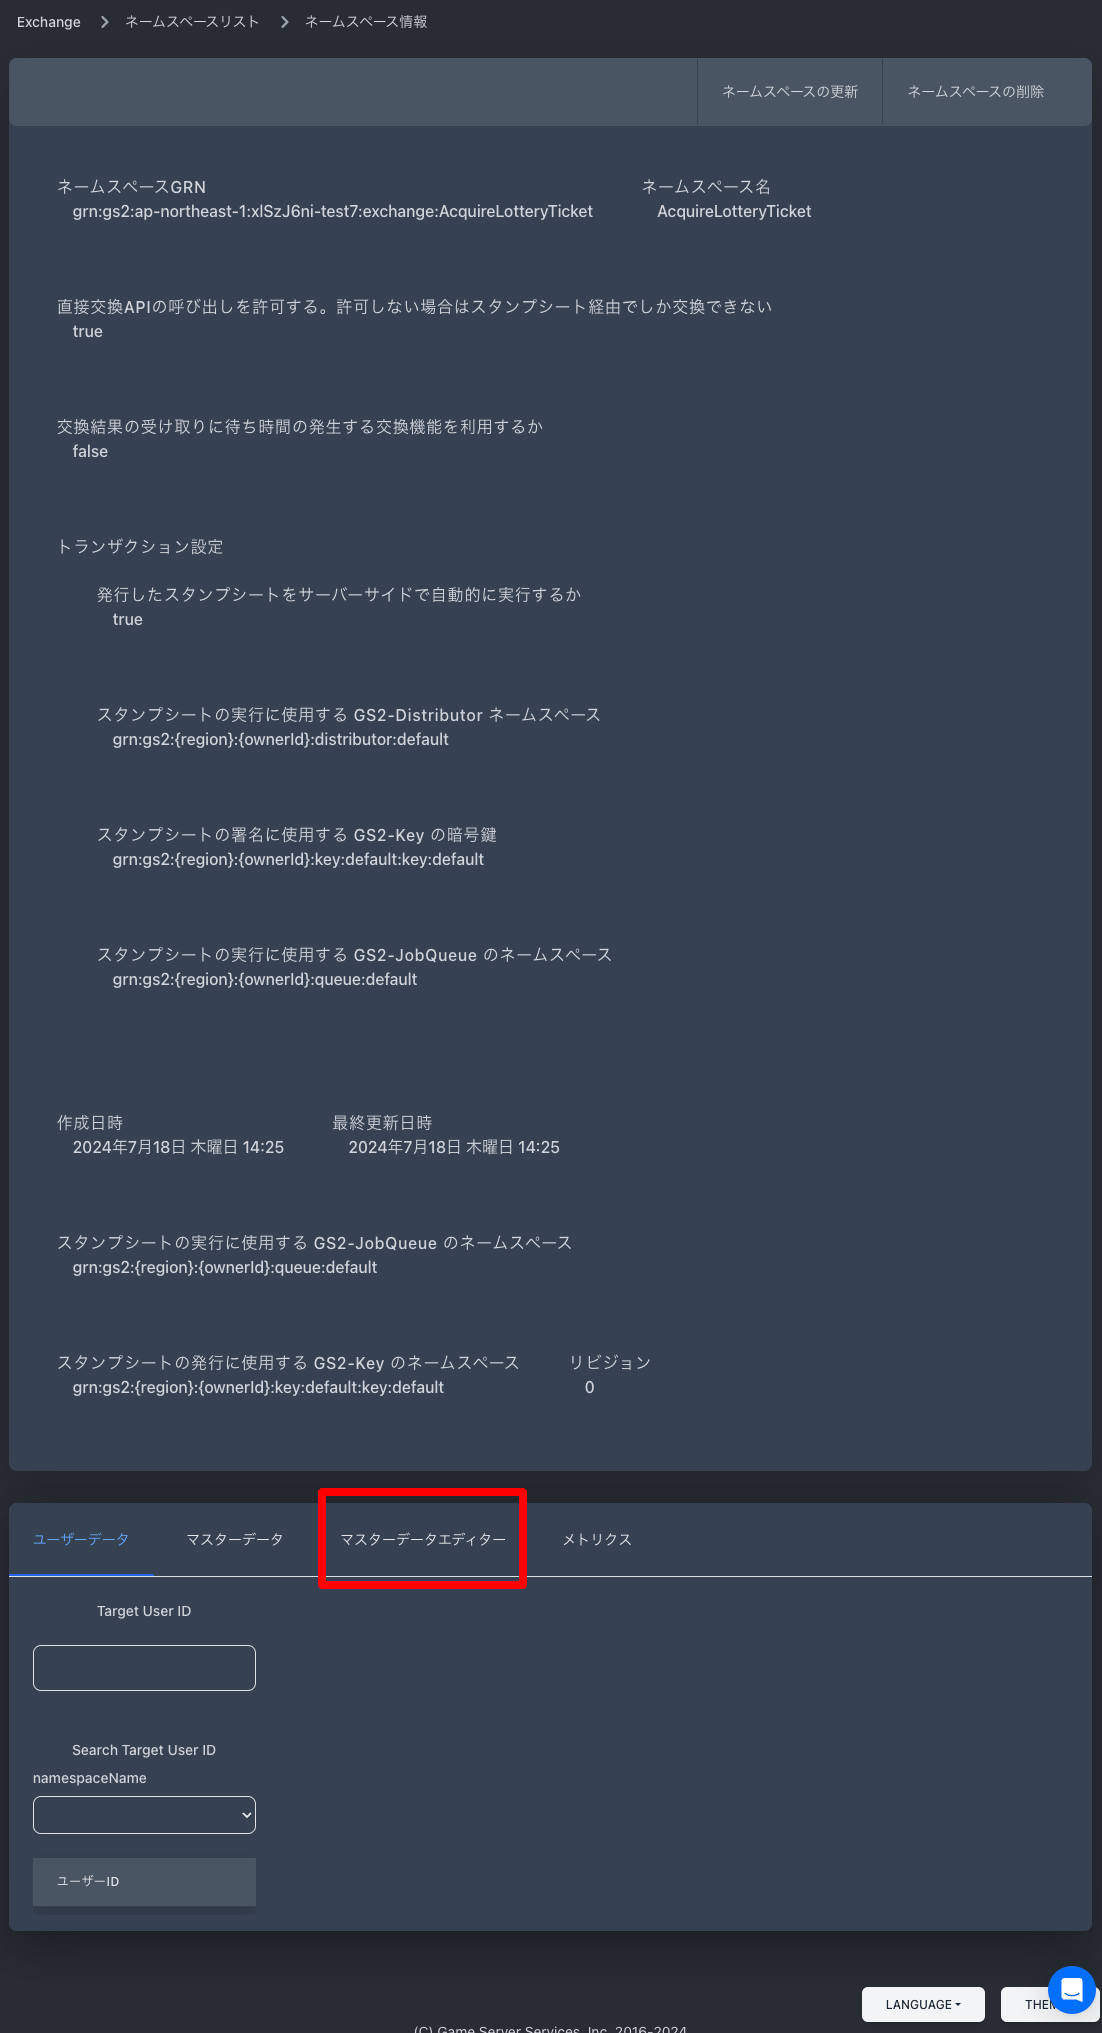 Exchange > ネームスペースリスト > ネームスペース情報
ネームスペースの更新 ネームスペースの削除
ネームスペースGRN ネームスペース名
grn:gs2:ap-northeast-1:xlSzJ6ni-test7:exchange:AcquireLotteryTicket AcquireLotteryTicket
直接交換APIの呼び出しを許可する。許可しない場合はスタンプシート経由でしか交換できない
true
交換結果の受け取りに待ち時間の発生する交換機能を利用するか
false
トランザクション設定
発行したスタンプシートをサーバーサイドで自動的に実行するか
true
スタンプシートの実行に使用する GS2-Distributor ネームスペース
grn:gs2:{region}:{ownerId}:distributor:default
スタンプシートの署名に使用する GS2-Key の暗号鍵
grn:gs2:{region}:{ownerId}:key:default:key:default
スタンプシートの実行に使用する GS2-JobQueue のネームスペース
grn:gs2:{region}:{ownerId}:queue:default
作成日時 最終更新日時
2024年7月18日 木曜日 14:25 2024年7月18日 木曜日 14:25
スタンプシートの実行に使用する GS2-JobQueue のネームスペース
grn:gs2:{region}:{ownerId}:queue:default
スタンプシートの発行に使用する GS2-Key のネームスペース リビジョン
grn:gs2:{region}:{ownerId}:key:default:key:default 0
ユーザーデータ マスターデータ マスターデータエディター メトリクス
Target User ID
Search Target User ID
namespaceName
ユーザーID
LANGUAGE
(C) Game Server Services, Inc. 2016-2024